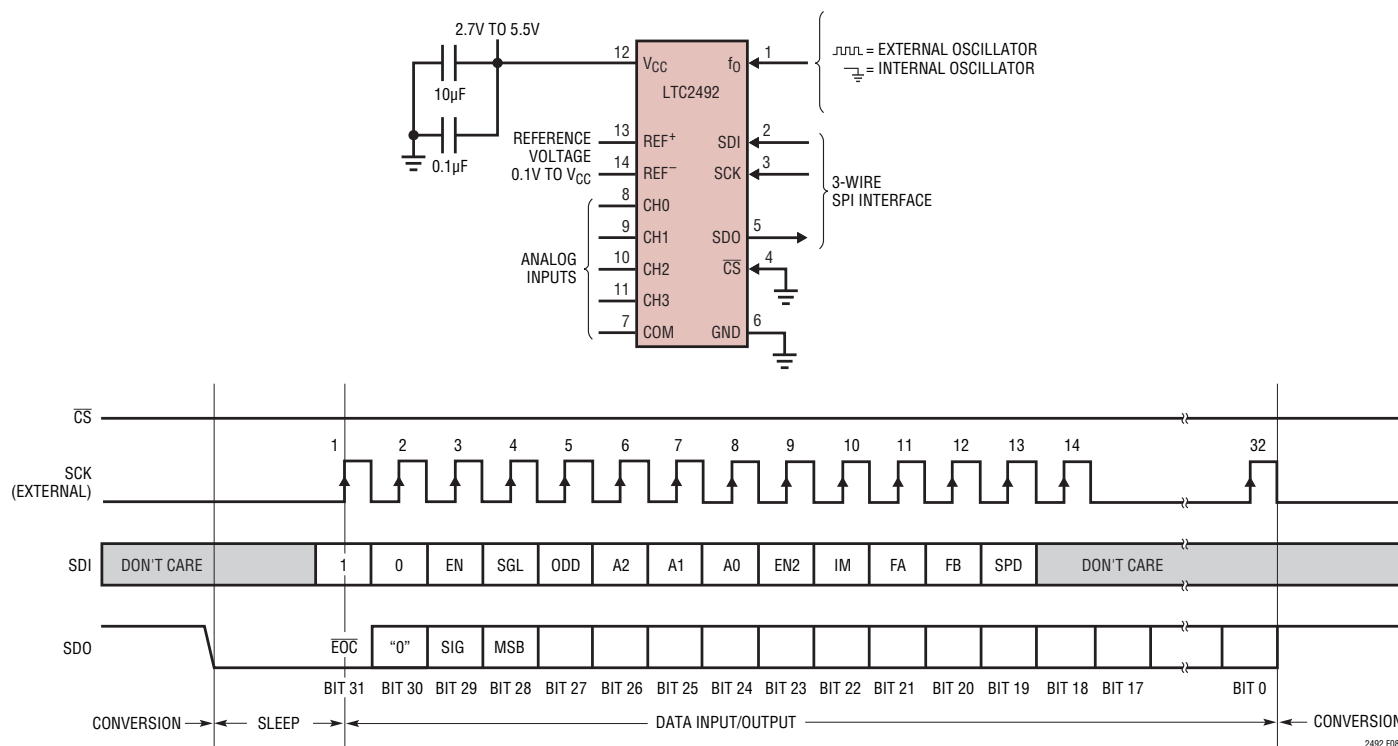 2.7V TO 5.5V
10µF
0.1µF
REFERENCE
VOLTAGE
0.1V TO VCC
ANALOG
INPUTS
12
13
14
8
9
10
11
7
LTC2492
VCC
REF+
REF−
CH0
CH1
CH2
CH3
COM
fO
SDI
SCK
SDO
CS
GND
1
2
3
5
4
6
= EXTERNAL OSCILLATOR
= INTERNAL OSCILLATOR
3-WIRE
SPI INTERFACE
CS
SCK
(EXTERNAL)
1 2 3 4 5 6 7 8 9 10 11 12 13 14 32
SDI DON'T CARE 1 0 EN SGL ODD A2 A1 A0 EN2 IM FA FB SPD DON'T CARE
SDO EOC “0” SIG MSB
BIT 31 BIT 30 BIT 29 BIT 28 BIT 27 BIT 26 BIT 25 BIT 24 BIT 23 BIT 22 BIT 21 BIT 20 BIT 19 BIT 18 BIT 17 BIT 0
CONVERSION SLEEP DATA INPUT/OUTPUT CONVERSION
2492 F08